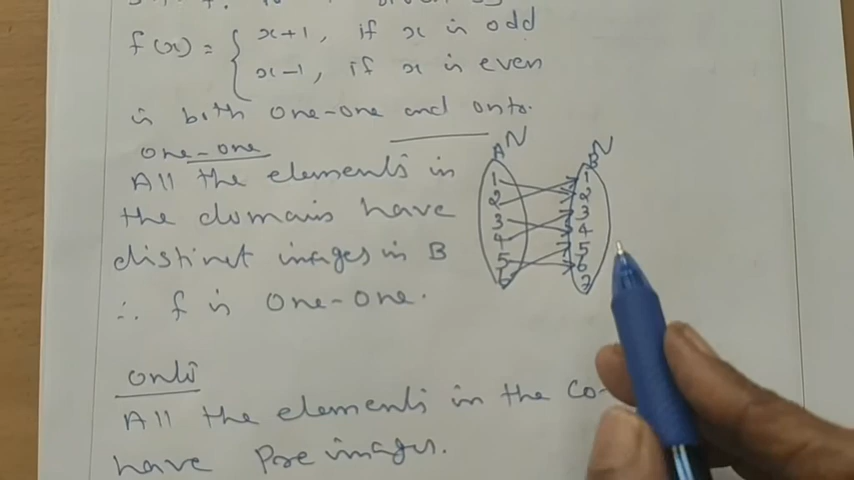 f(x) = { x+1, if x is odd
x-1, if x is even
is both one-one and onto.
one-one
All the elements in
the domain have
distinct images in B
∴ f is one-one.
A N
1
2
3
4
5
6
B N
1
2
3
4
5
6
7
onto
All the elements in the co-
have Pre images.